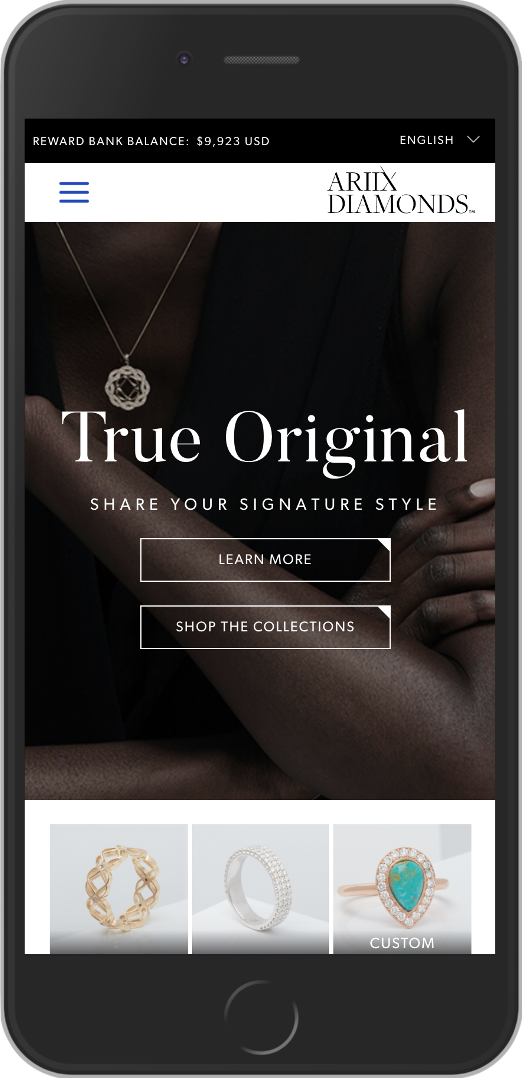 REWARD BANK BALANCE: $9,923 USD
ENGLISH
ARIIX
DIAMONDS™
True Original
SHARE YOUR SIGNATURE STYLE
LEARN MORE
SHOP THE COLLECTIONS
CUSTOM